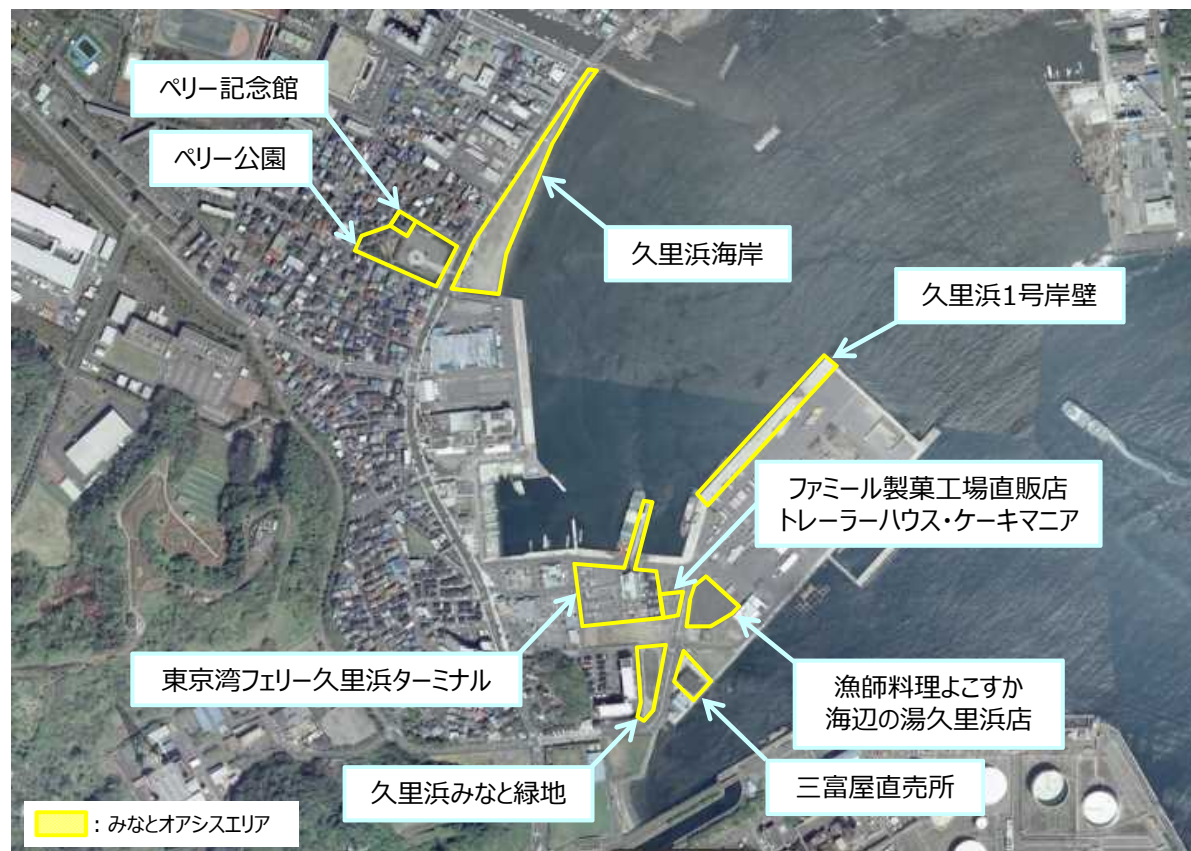 ペリー記念館
ペリー公園
久里浜海岸
久里浜1号岸壁
ファミール製菓工場直販店
トレーラーハウス・ケーキマニア
東京湾フェリー久里浜ターミナル
漁師料理よこすか
海辺の湯久里浜店
久里浜みなと緑地
三富屋直売所
：みなとオアシスエリア